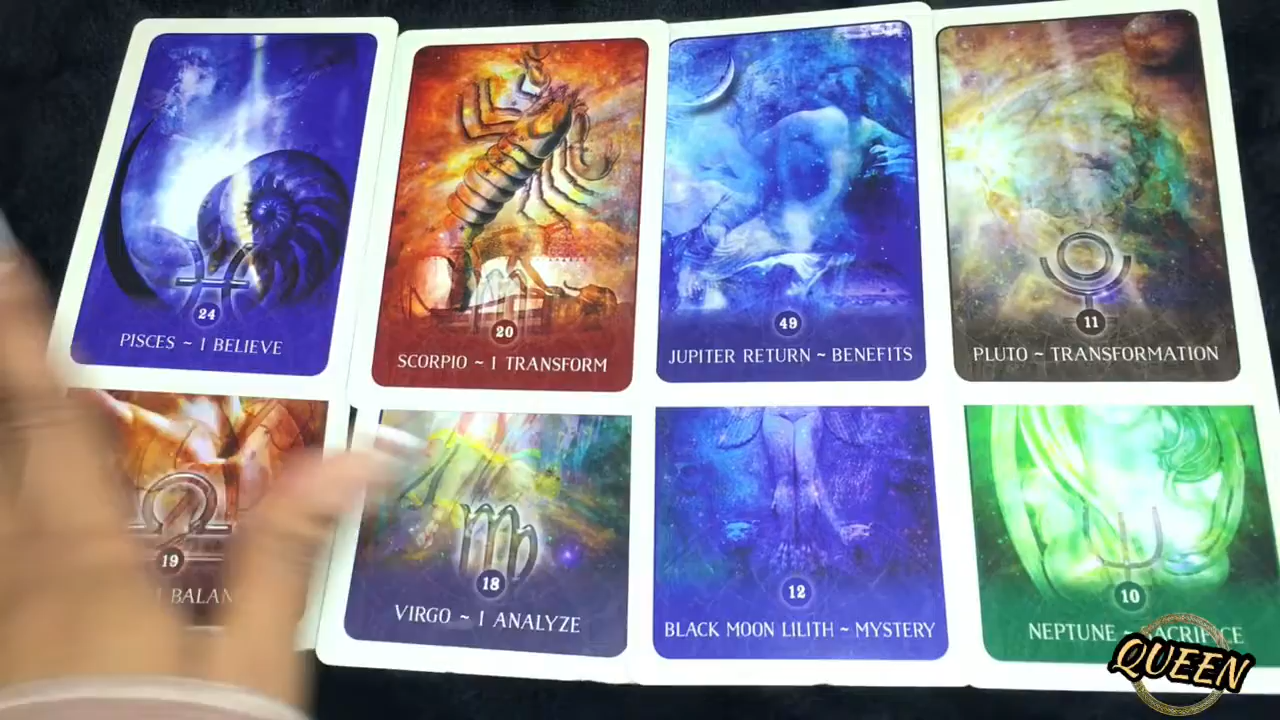 24
PISCES ~ I BELIEVE
20
SCORPIO ~ I TRANSFORM
49
JUPITER RETURN ~ BENEFITS
11
PLUTO ~ TRANSFORMATION
19
18
VIRGO ~ I ANALYZE
12
BLACK MOON LILITH ~ MYSTERY
10
NEPTUNE ~ SACRIFICE
QUEEN